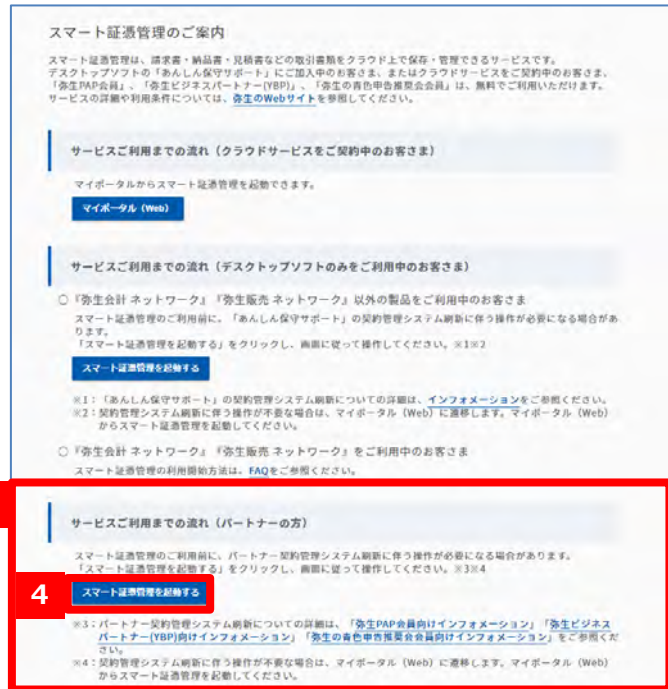 スマート証憑管理のご案内
スマート証憑管理は、請求書・納品書・見積書などの取引書類をクラウド上で保存・管理できるサービスです。
デスクトップソフトの「あんしん保守サポート」にご加入中のお客さま、またはクラウドサービスをご契約中のお客さま、
「弥生PAP会員」、「弥生ビジネスパートナー(YBP)」、「弥生の青色申告推奨会会員」は、無料でご利用いただけます。
サービスの詳細や利用条件については、弥生のWebサイトを参照してください。
サービスご利用までの流れ（クラウドサービスをご契約中のお客さま）
マイポータルからスマート証憑管理を起動できます。
マイポータル（Web）
サービスご利用までの流れ（デスクトップソフトのみをご利用中のお客さま）
○『弥生会計 ネットワーク』『弥生販売 ネットワーク』以外の製品をご利用中のお客さま
スマート証憑管理のご利用前に、「あんしん保守サポート」の契約管理システム刷新に伴う操作が必要になる場合があ
ります。
「スマート証憑管理を起動する」をクリックし、画面に従って操作してください。※1※2
スマート証憑管理を起動する
※1：「あんしん保守サポート」の契約管理システム刷新についての詳細は、インフォメーションをご参照ください。
※2：契約管理システム刷新に伴う操作が不要な場合は、マイポータル（Web）に遷移します。マイポータル（Web）
からスマート証憑管理を起動してください。
○『弥生会計 ネットワーク』『弥生販売 ネットワーク』をご利用中のお客さま
スマート証憑管理の利用開始方法は、FAQをご参照ください。
サービスご利用までの流れ（パートナーの方）
スマート証憑管理のご利用前に、パートナー契約管理システム刷新に伴う操作が必要になる場合があります。
「スマート証憑管理を起動する」をクリックし、画面に従って操作してください。※3※4
4
スマート証憑管理を起動する
※3：パートナー契約管理システム刷新についての詳細は、「弥生PAP会員向けインフォメーション」「弥生ビジネス
パートナー(YBP)向けインフォメーション」「弥生の青色申告推奨会会員向けインフォメーション」をご参照くだ
さい。
※4：契約管理システム刷新に伴う操作が不要な場合は、マイポータル（Web）に遷移します。マイポータル（Web）
からスマート証憑管理を起動してください。